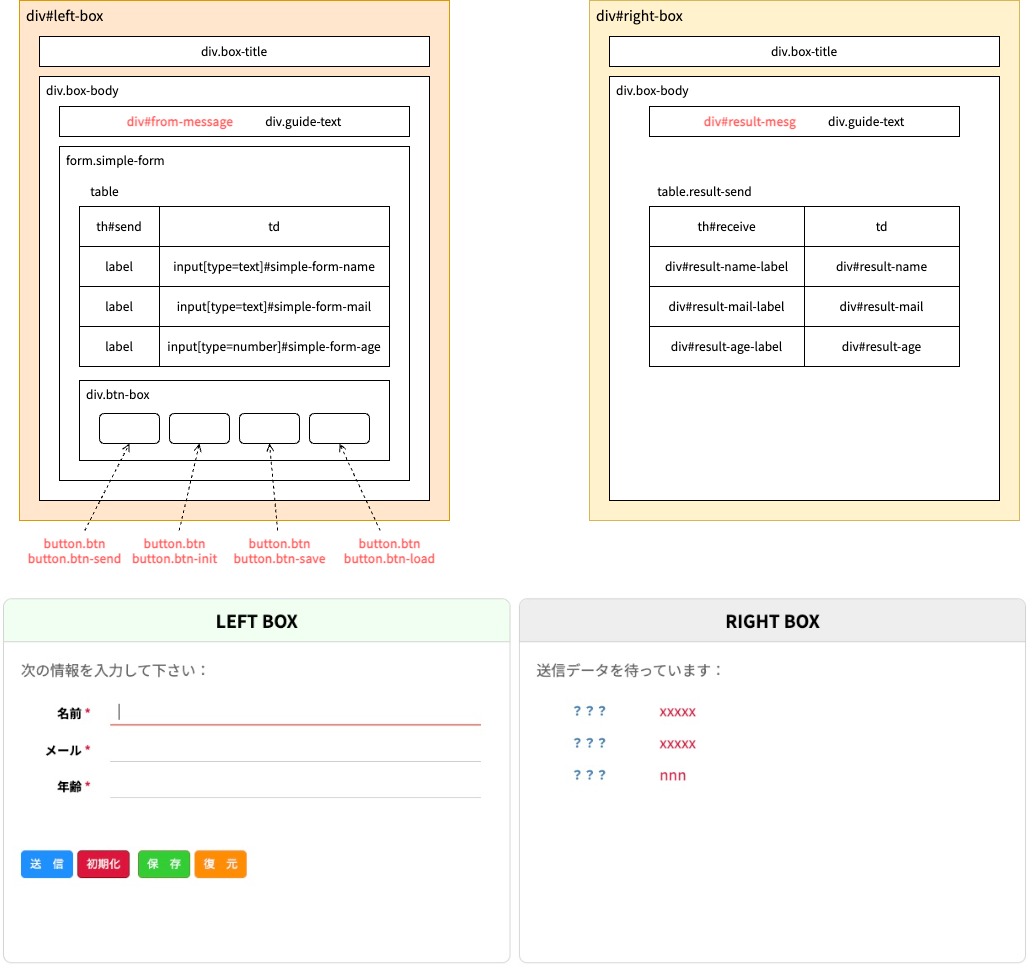 div#left-box
div.box-title
div.box-body
div#from-message div.guide-text
form.simple-form
table
th#send td
label input[type=text]#simple-form-name
label input[type=text]#simple-form-mail
label input[type=number]#simple-form-age
div.btn-box
button.btn button.btn button.btn button.btn
button.btn-send button.btn-init button.btn-save button.btn-load
div#right-box
div.box-title
div.box-body
div#result-mesg div.guide-text
table.result-send
th#receive td
div#result-name-label div#result-name
div#result-mail-label div#result-mail
div#result-age-label div#result-age
LEFT BOX
次の情報を入力して下さい：
名前 *
メール *
年齢 *
送　信 初期化 保　存 復　元
RIGHT BOX
送信データを待っています：
？？？ xxxxx
？？？ xxxxx
？？？ nnn